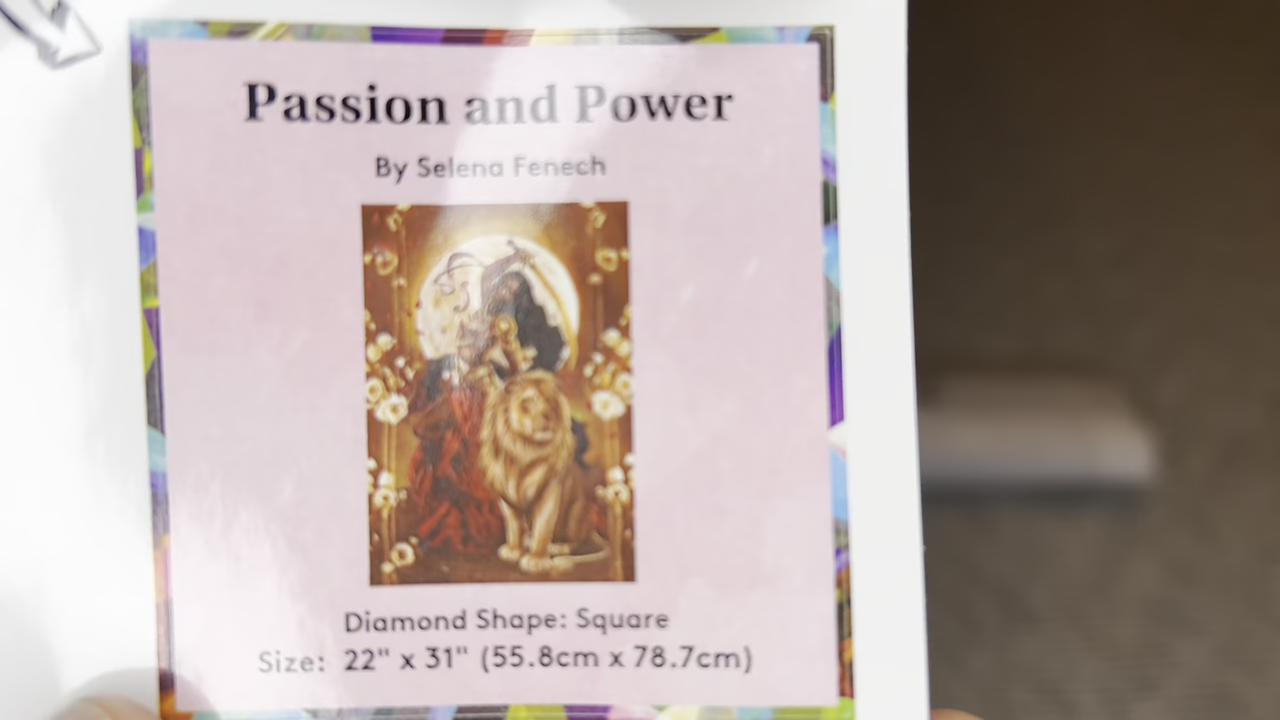 Passion and Power
By Selena Fenech
Diamond Shape: Square
Size: 22" x 31" (55.8cm x 78.7cm)